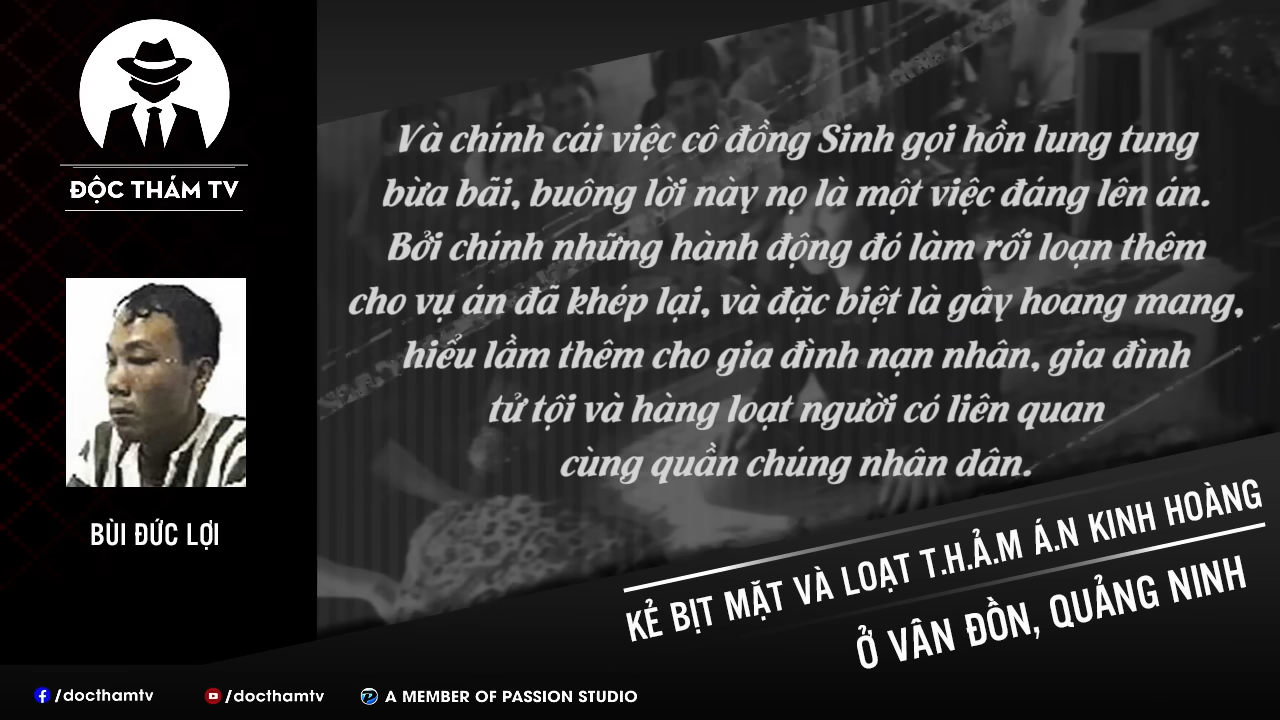 ĐỘC THÁM TV
BÙI ĐỨC LỢI
Và chính cái việc cô đồng Sinh gọi hồn lung tung
bừa bãi, buông lời này nọ là một việc đáng lên án.
Bởi chính những hành động đó làm rối loạn thêm
cho vụ án đã khép lại, và đặc biệt là gây hoang mang,
hiểu lầm thêm cho gia đình nạn nhân, gia đình
tử tội và hàng loạt người có liên quan
cùng quần chúng nhân dân.
KẺ BỊT MẶT VÀ LOẠT T.H.Ả.M Á.N KINH HOÀNG
Ở VÂN ĐỒN, QUẢNG NINH
/docthamtv
/docthamtv
A MEMBER OF PASSION STUDIO